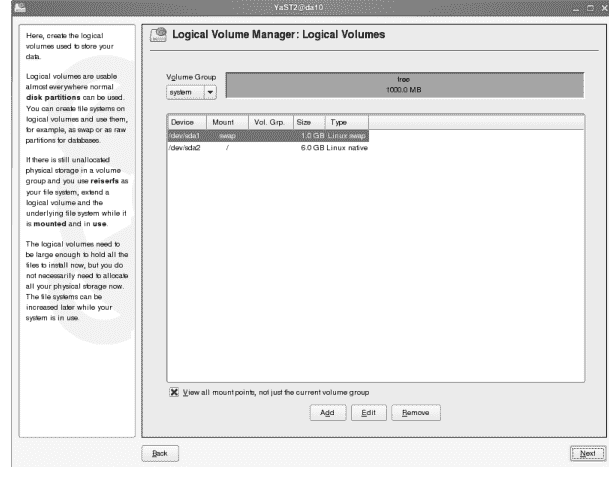 YaST2@da10
Here, create the logical
volumes used to store your
data.
Logical volumes are usable
almost everywhere normal
disk partitions can be used.
You can create file systems on
logical volumes and use them,
for example, as swap or as raw
partitions for databases.
If there is still unallocated
physical storage in a volume
group and you use reiserfs as
your file system, extend a
logical volume and the
underlying file system while it
is mounted and in use.
The logical volumes need to
be large enough to hold all the
files to install now, but you do
not necessarily need to allocate
all your physical storage now.
The file systems can be
increased later while your
system is in use.
Logical Volume Manager: Logical Volumes
Volume Group
system
free
1000.0 MB
Device Mount Vol. Grp. Size Type
/dev/sda1 swap 1.0 GB Linux swap
/dev/sda2 / 6.0 GB Linux native
View all mount points, not just the current volume group
Add Edit Remove
Back Next